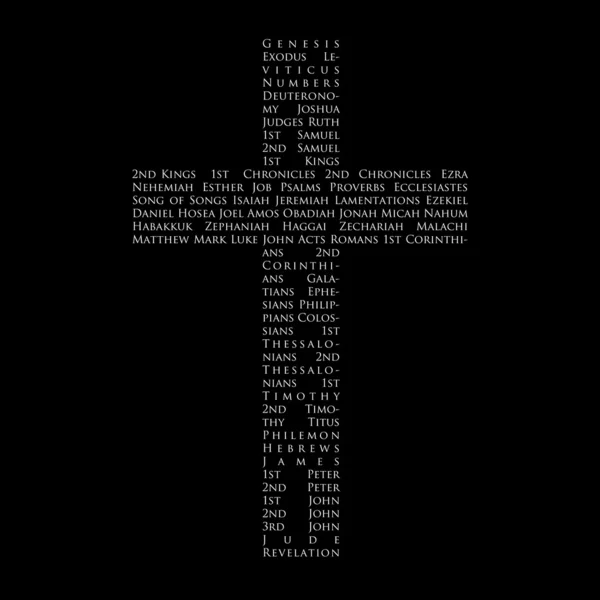 Genesis
Exodus Le-
viticus
Numbers
Deuterono-
my Joshua
Judges Ruth
1st Samuel
2nd Samuel
1st Kings
2nd Kings 1st Chronicles 2nd Chronicles Ezra
Nehemiah Esther Job Psalms Proverbs Ecclesiastes
Song of Songs Isaiah Jeremiah Lamentations Ezekiel
Daniel Hosea Joel Amos Obadiah Jonah Micah Nahum
Habakkuk Zephaniah Haggai Zechariah Malachi
Matthew Mark Luke John Acts Romans 1st Corinthi-
ans 2nd
Corinthi-
ans Gala-
tians Ephe-
sians Philip-
pians Colos-
sians 1st
Thessalo-
nians 2nd
Thessalo-
nians 1st
Timothy
2nd Timo-
thy Titus
Philemon
Hebrews
James
1st Peter
2nd Peter
1st John
2nd John
3rd John
Jude
Revelation